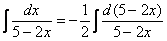 ∫ dx / (5 − 2x) = − 1/2 ∫ d(5 − 2x) / (5 − 2x)